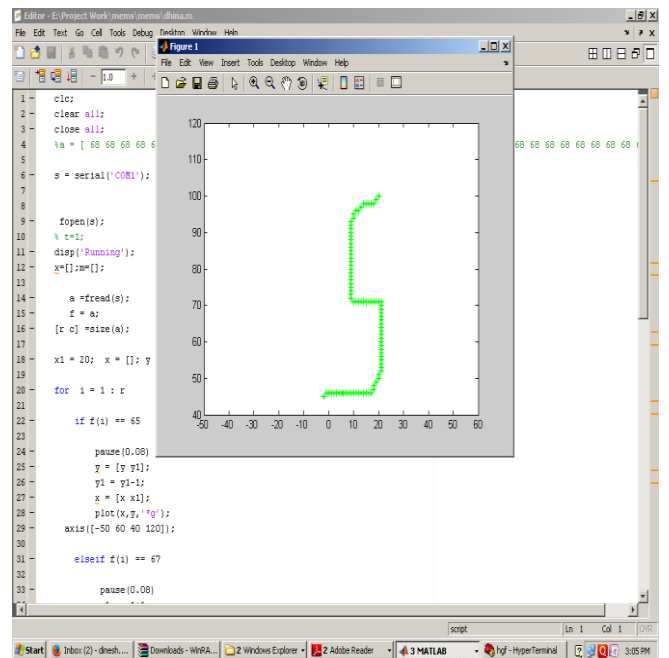 Editor - E:\Project Work\mems\mems\dhina.m
File Edit Text Go Cell Tools Debug Desktop Window Help
1.0
Figure 1
File Edit View Insert Tools Desktop Window Help
120
110
100
90
80
70
60
50
40
-50 -40 -30 -20 -10 0 10 20 30 40 50 60
1 - clc;
2 - clear all;
3 - close all;
4 %a = [ 68 68 68 68 6 68 68 68 68 68 68 68 68
5
6 - s = serial('COM1');
7
8
9 - fopen(s);
10 % t=1;
11 - disp('Running');
12 - x=[];m=[];
13
14 - a =fread(s);
15 - f = a;
16 - [r c] =size(a);
17
18 - x1 = 20; x = []; y
19
20 - for i = 1 : r
21
22 - if f(i) == 65
23
24 - pause(0.08)
25 - y = [y y1];
26 - y1 = y1-1;
27 - x = [x x1];
28 - plot(x,y,'*g');
29 - axis([-50 60 40 120]);
30
31 - elseif f(i) == 67
32
33 - pause(0.08)
script Ln 1 Col 1 OVR
Start Inbox (2) - dnesh.... Downloads - WinRA... 2 Windows Explorer 2 Adobe Reader 3 MATLAB hgf - HyperTerminal 3:05 PM